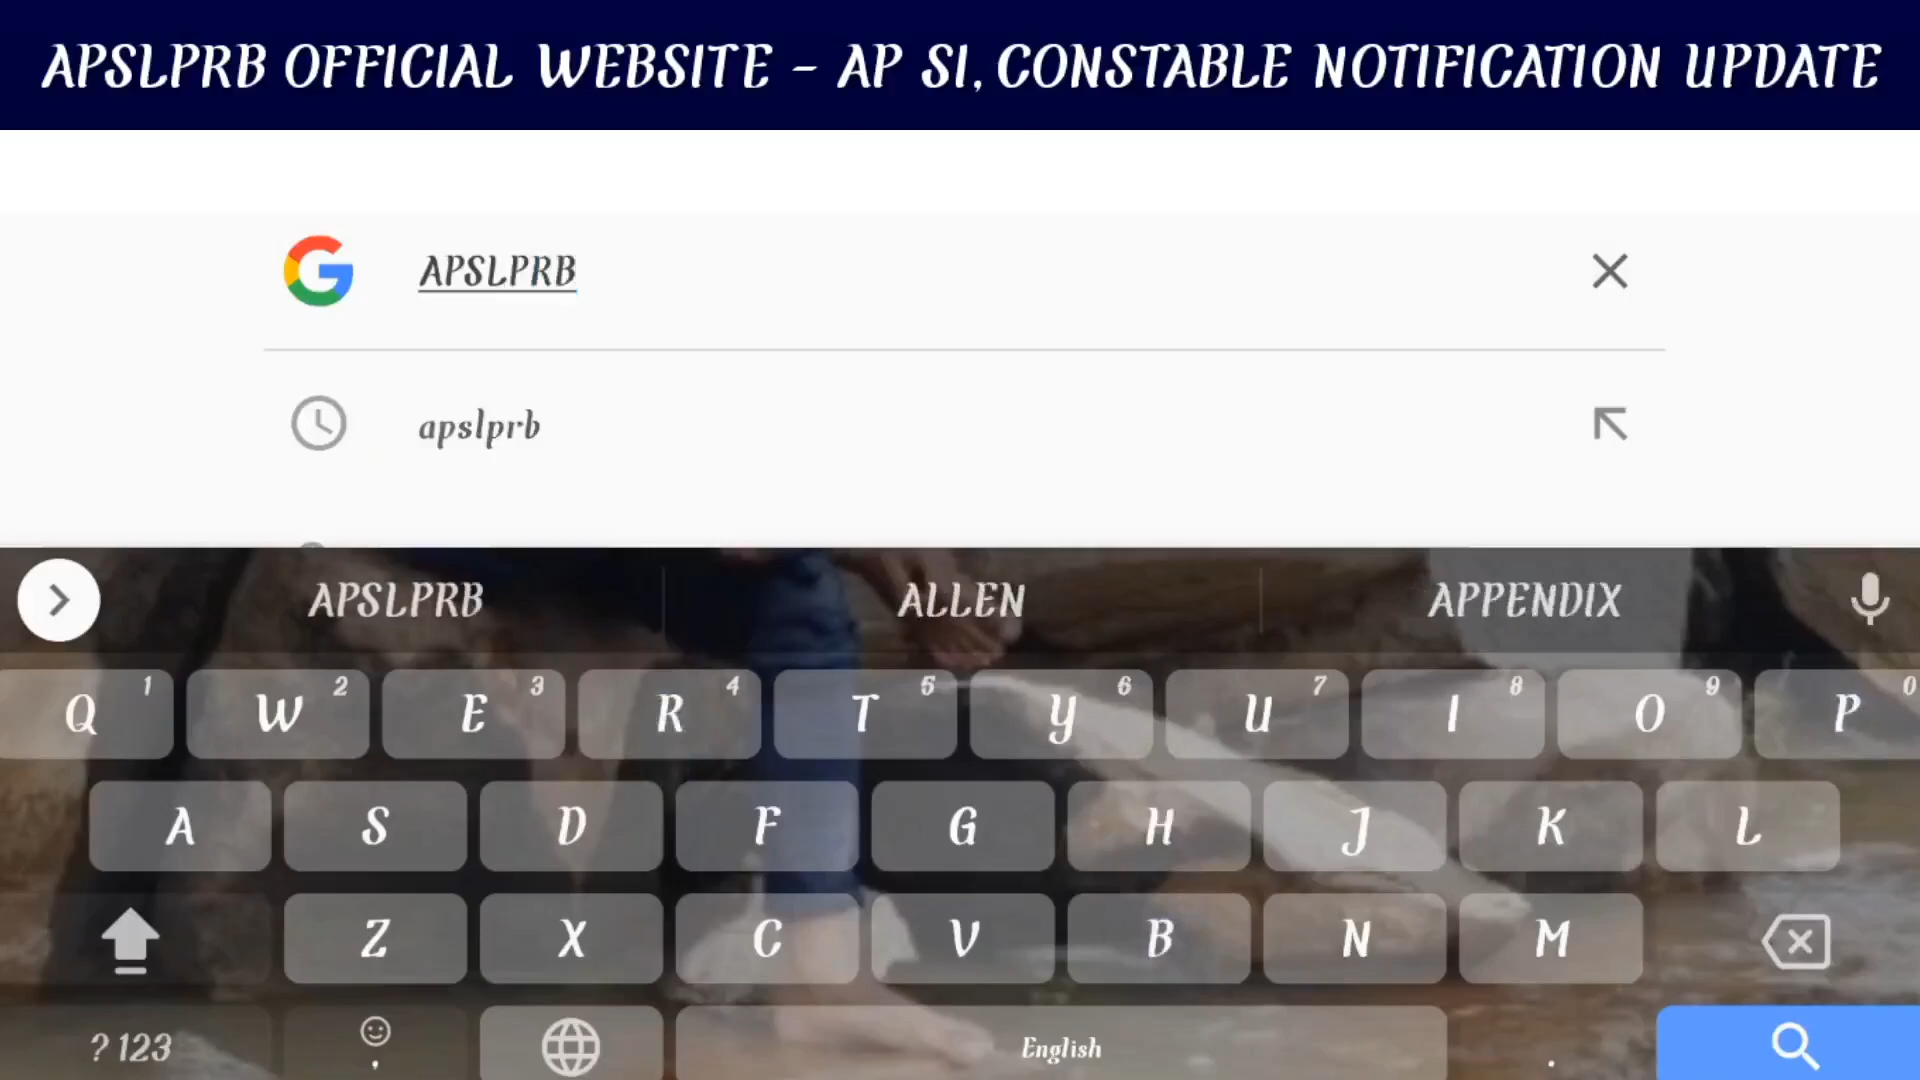 APSLPRB OFFICIAL WEBSITE - AP SI, CONSTABLE NOTIFICATION UPDATE
APSLPRB
apslprb
APSLPRB ALLEN APPENDIX
Q 1 W 2 E 3 R 4 T 5 Y 6 U 7 I 8 O 9 P 0
A S D F G H J K L
Z X C V B N M
?123 , English .